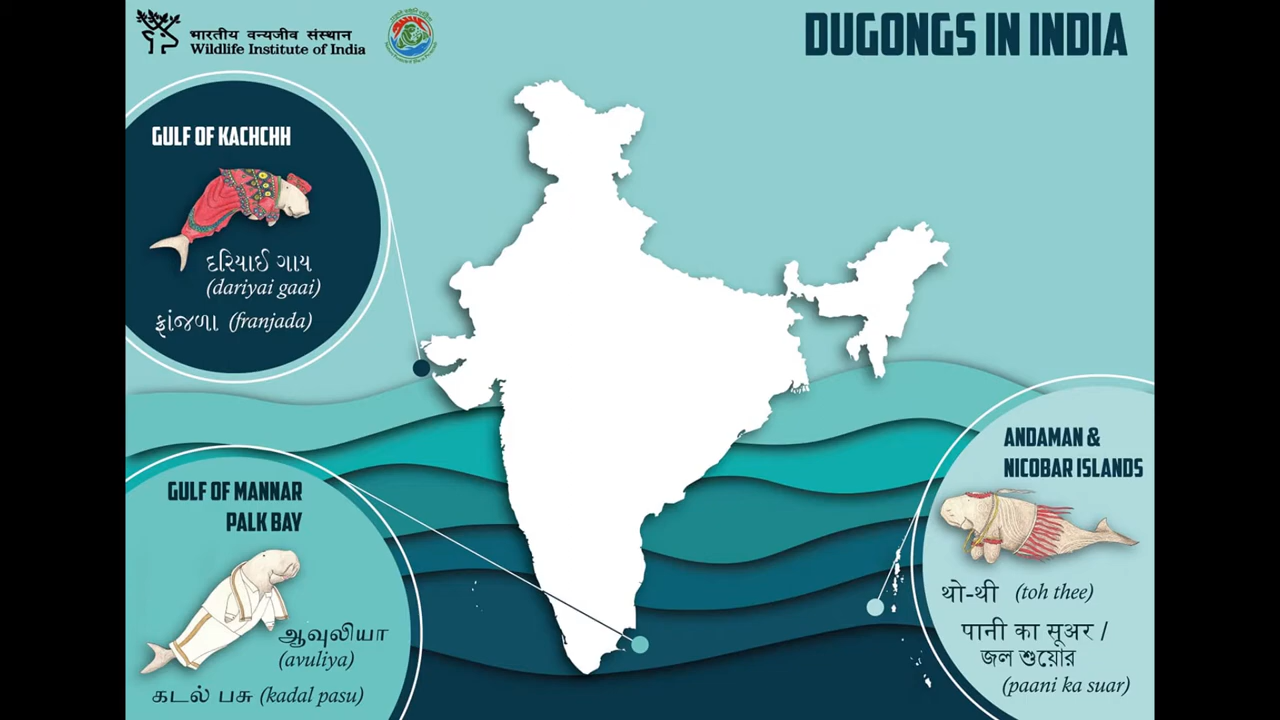 भारतीय वन्यजीव संस्थान
Wildlife Institute of India
DUGONGS IN INDIA
GULF OF KACHCHH
દરિયાઈ ગાય
(dariyai gaai)
ફ્રાંજળા (franjada)
GULF OF MANNAR
PALK BAY
ஆவுலியா
(avuliya)
கடல் பசு (kadal pasu)
ANDAMAN &
NICOBAR ISLANDS
थो-थी (toh thee)
पानी का सूअर /
जल शुयोर
(paani ka suar)